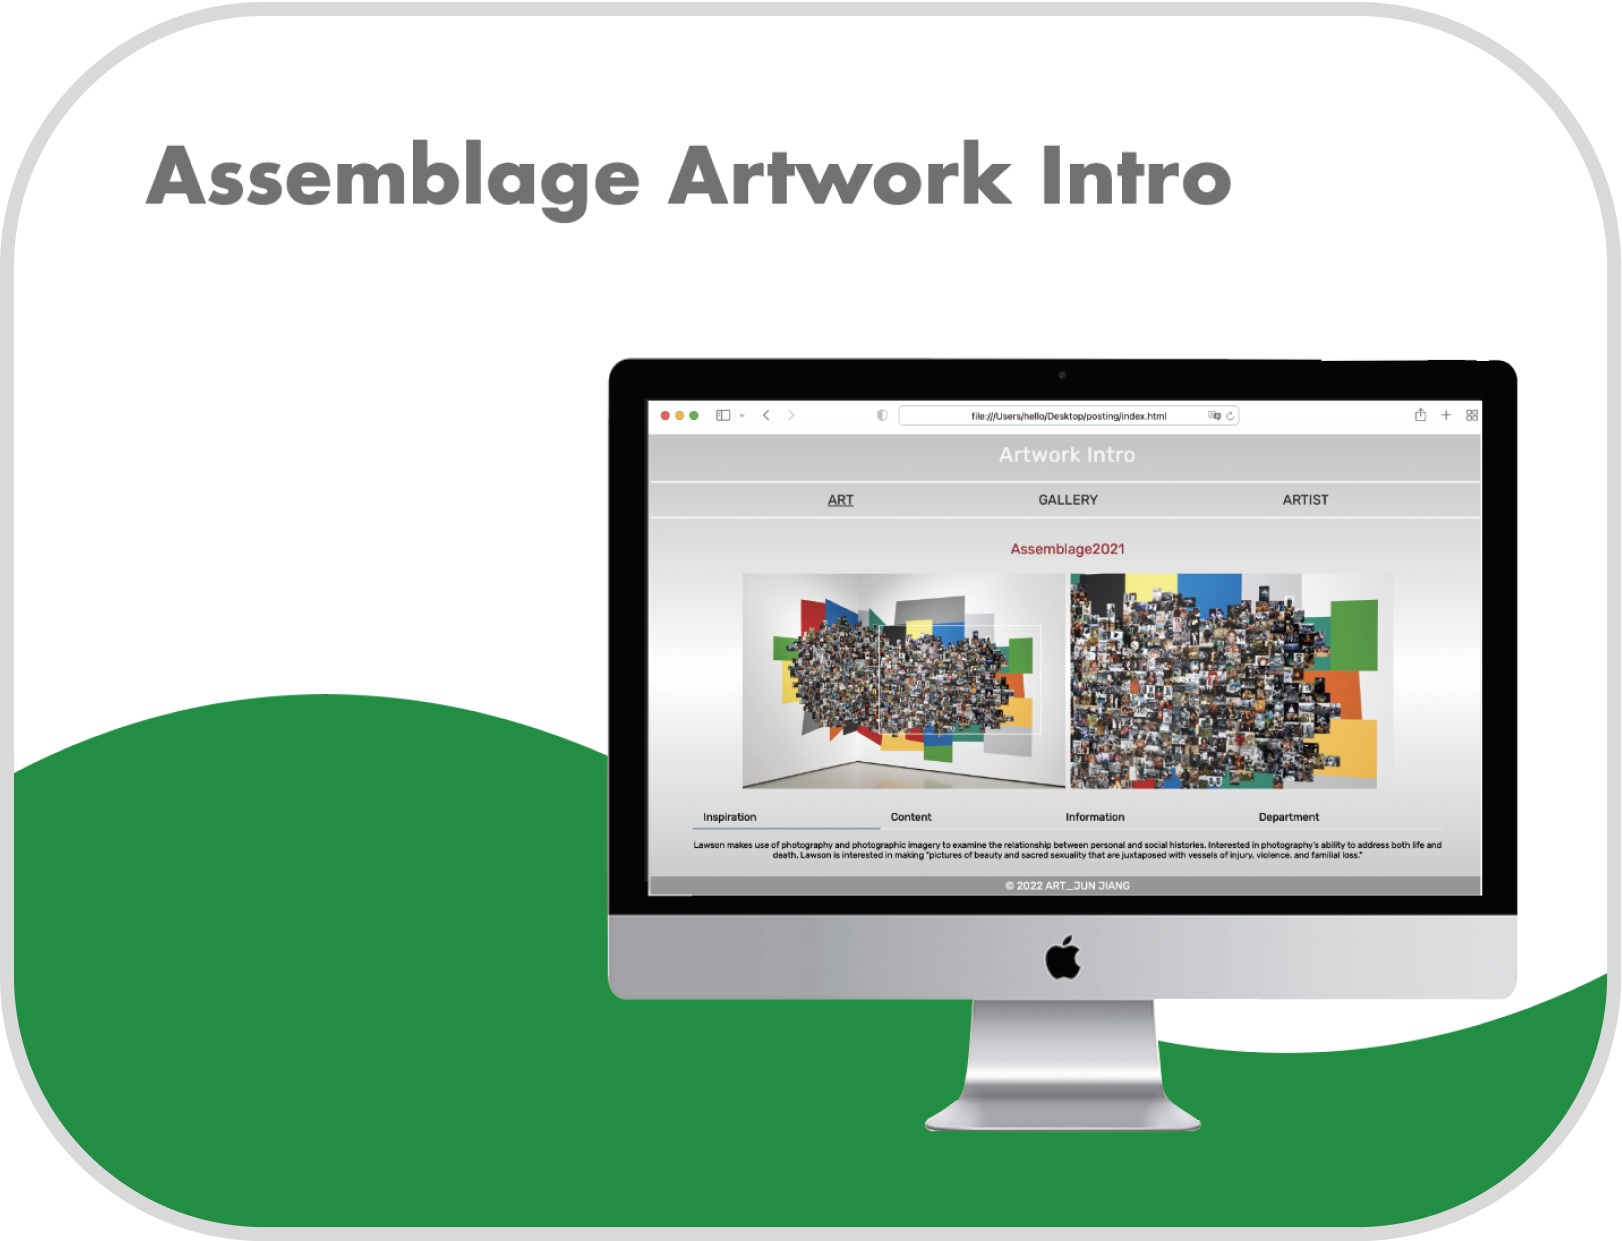 Assemblage Artwork Intro
file:///Users/hello/Desktop/posting/index.html
Artwork Intro
ART GALLERY ARTIST
Assemblage2021
Inspiration Content Information Department
Lawson makes use of photography and photographic imagery to examine the relationship between personal and social histories. Interested in photography's ability to address both life and
death, Lawson is interested in making "pictures of beauty and sacred sexuality that are juxtaposed with vessels of injury, violence, and familial loss."
© 2022 ART_JUN JIANG